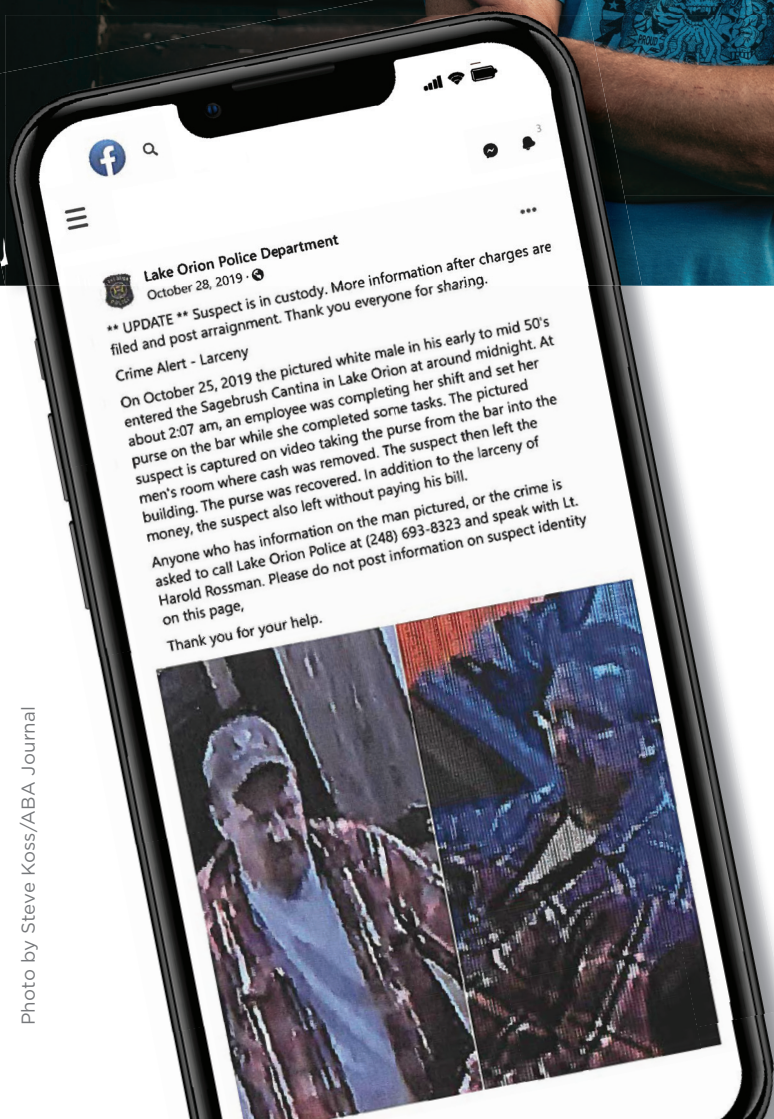 PROUD
3
f
Lake Orion Police Department
October 28, 2019 ·
** UPDATE ** Suspect is in custody. More information after charges are
filed and post arraignment. Thank you everyone for sharing.
Crime Alert - Larceny
On October 25, 2019 the pictured white male in his early to mid 50's
entered the Sagebrush Cantina in Lake Orion at around midnight. At
about 2:07 am, an employee was completing her shift and set her
purse on the bar while she completed some tasks. The pictured
suspect is captured on video taking the purse from the bar into the
men's room where cash was removed. The suspect then left the
building. The purse was recovered. In addition to the larceny of
money, the suspect also left without paying his bill.
Anyone who has information on the man pictured, or the crime is
asked to call Lake Orion Police at (248) 693-8323 and speak with Lt.
Harold Rossman. Please do not post information on suspect identity
on this page,
Thank you for your help.
Photo by Steve Koss/ABA Journal